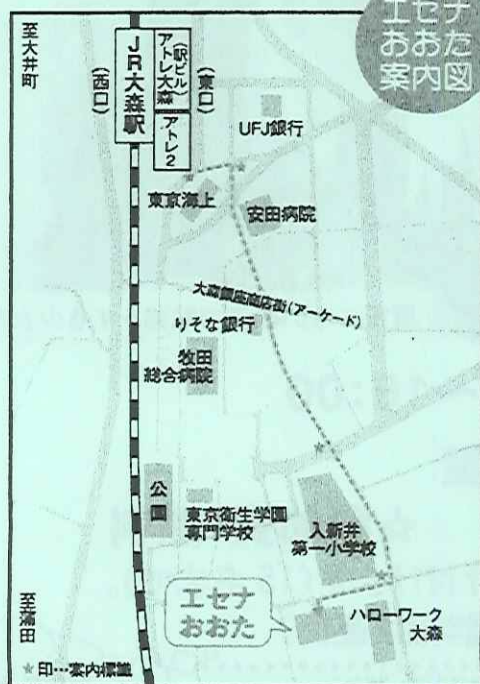 エセナ
おおた
案内図
至大井町
JR大森駅
(駅ビル)
アトレ大森
アトレ2
(西口)
(東口)
UFJ銀行
東京海上
安田病院
大森銀座商店街(アーケード)
りそな銀行
牧田
総合病院
公園
東京衛生学園
専門学校
入新井
第一小学校
エセナ
おおた
ハローワーク
大森
至蒲田
★印…案内標識